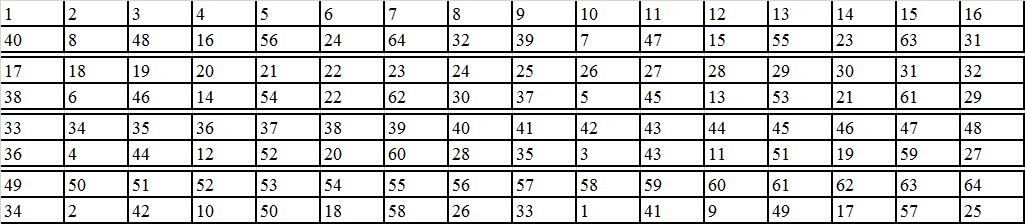 1 2 3 4 5 6 7 8 9 10 11 12 13 14 15 16
40 8 48 16 56 24 64 32 39 7 47 15 55 23 63 31
17 18 19 20 21 22 23 24 25 26 27 28 29 30 31 32
38 6 46 14 54 22 62 30 37 5 45 13 53 21 61 29
33 34 35 36 37 38 39 40 41 42 43 44 45 46 47 48
36 4 44 12 52 20 60 28 35 3 43 11 51 19 59 27
49 50 51 52 53 54 55 56 57 58 59 60 61 62 63 64
34 2 42 10 50 18 58 26 33 1 41 9 49 17 57 25